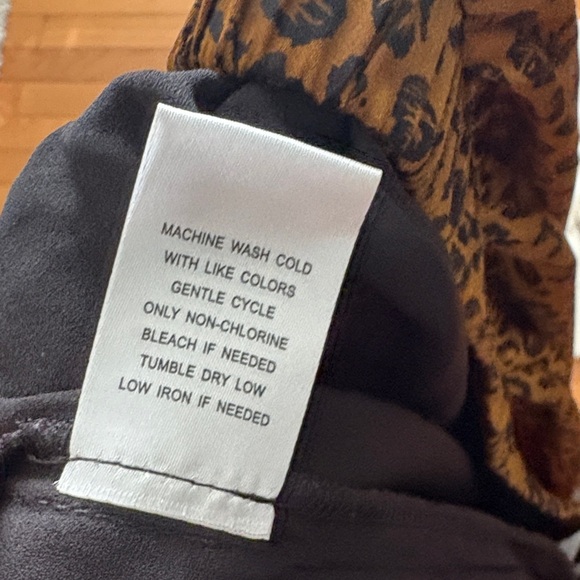 MACHINE WASH COLD
WITH LIKE COLORS
GENTLE CYCLE
ONLY NON-CHLORINE
BLEACH IF NEEDED
TUMBLE DRY LOW
LOW IRON IF NEEDED